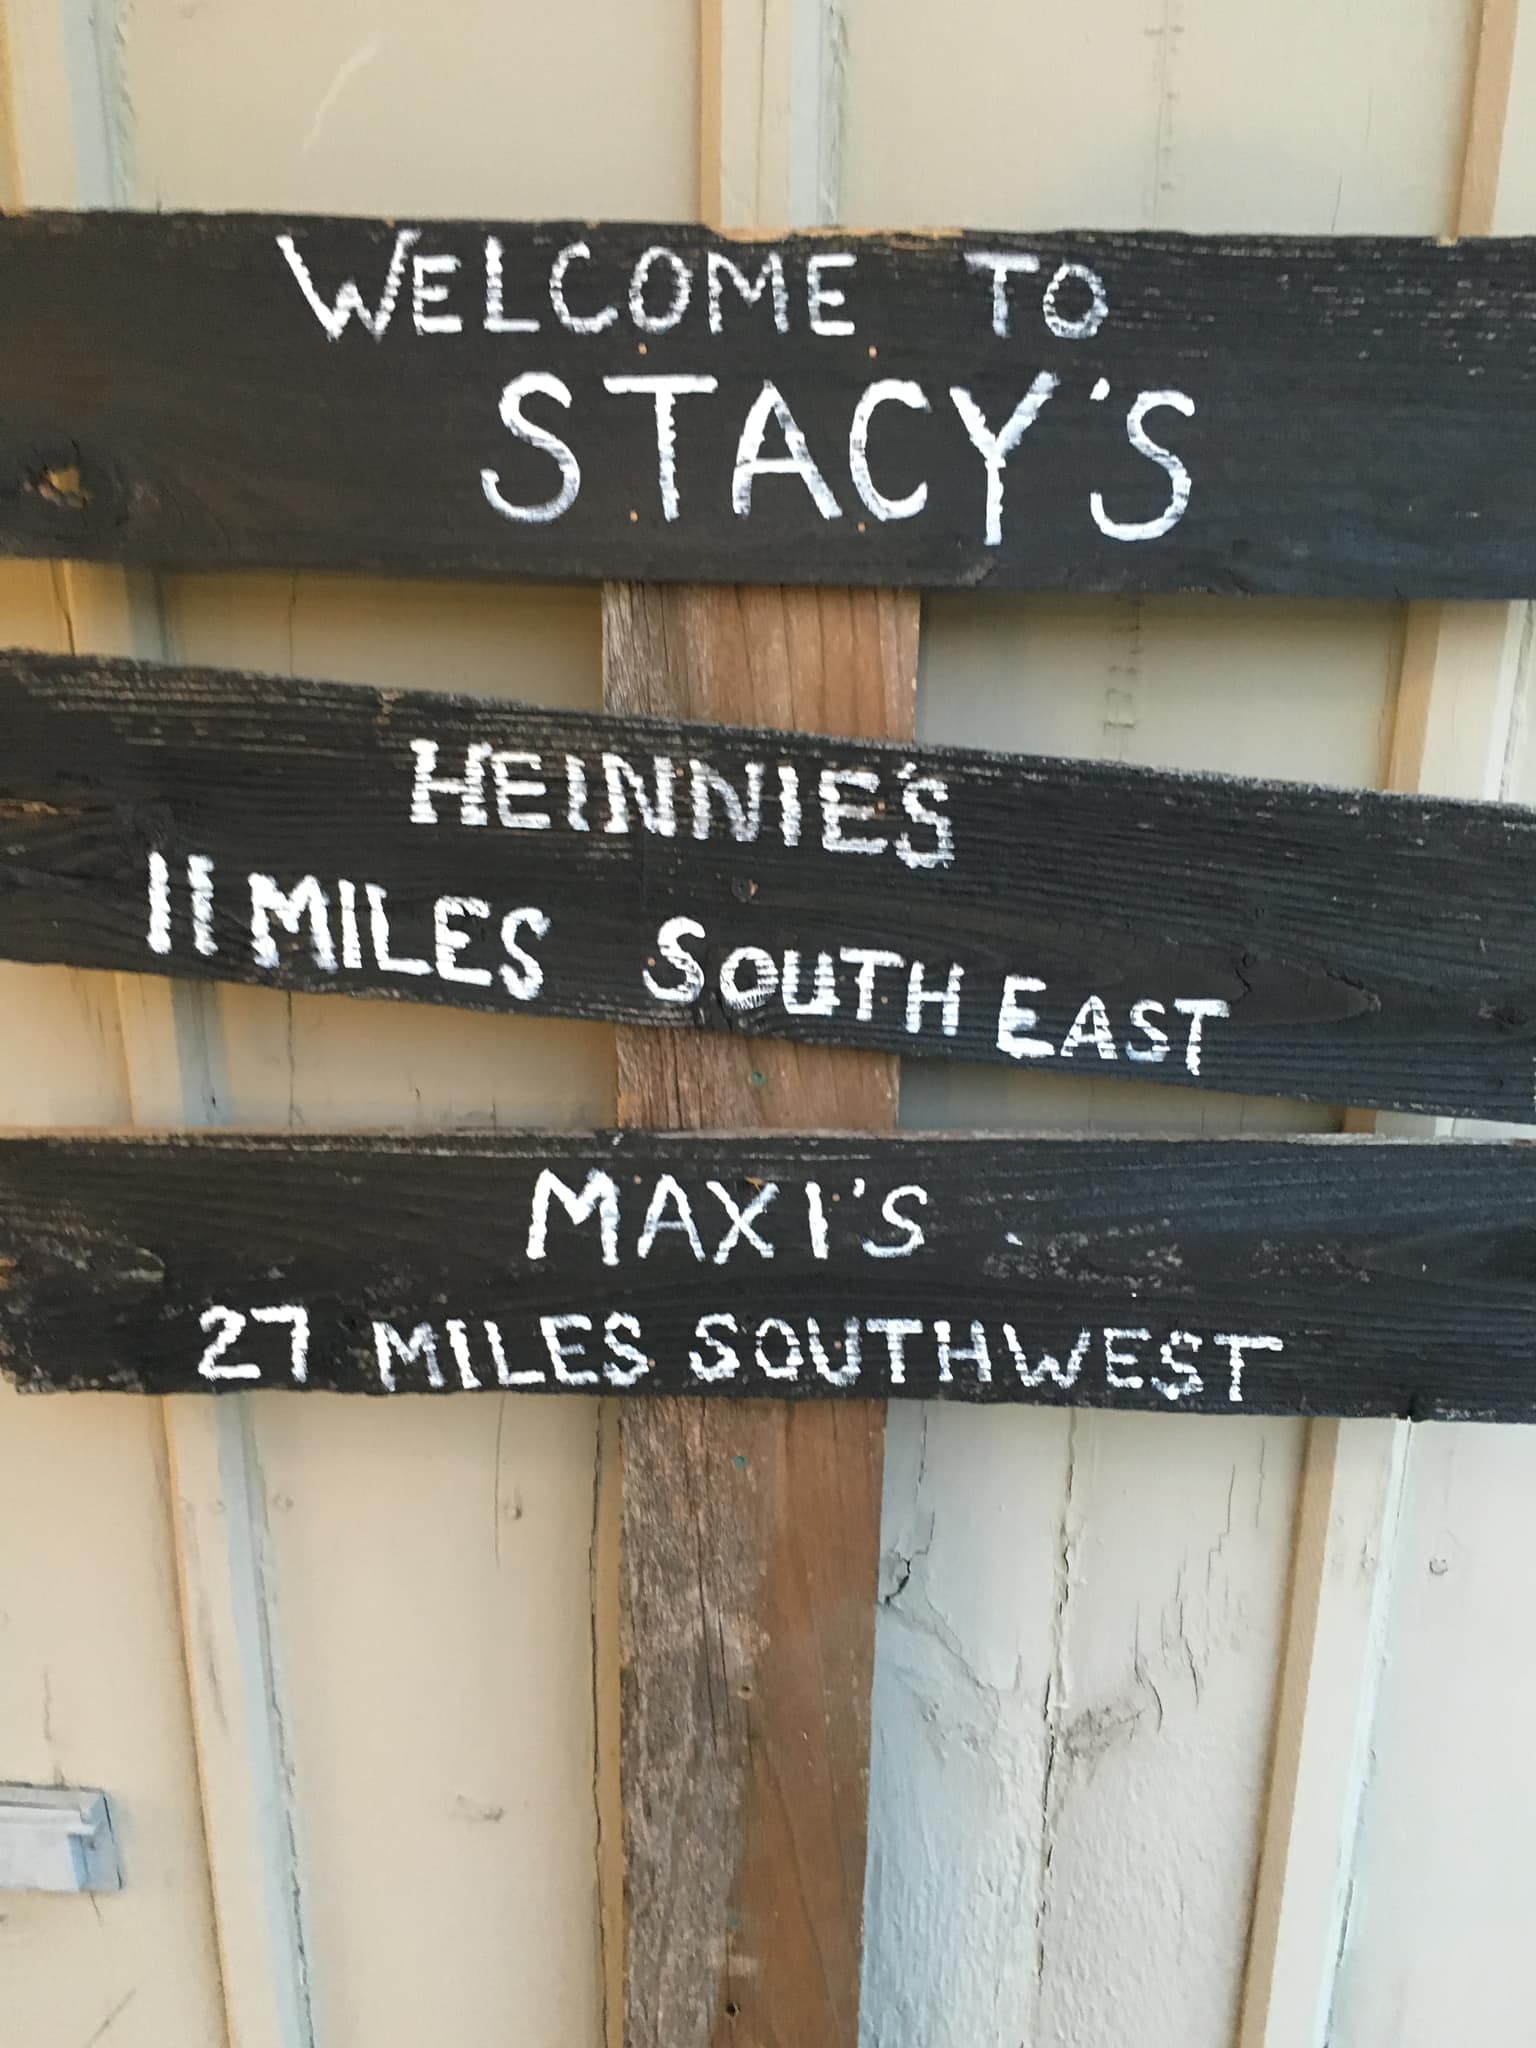 WELCOME TO
STACY'S
HEINNIE'S
11 MILES SOUTH EAST
MAXI'S
27 MILES SOUTHWEST